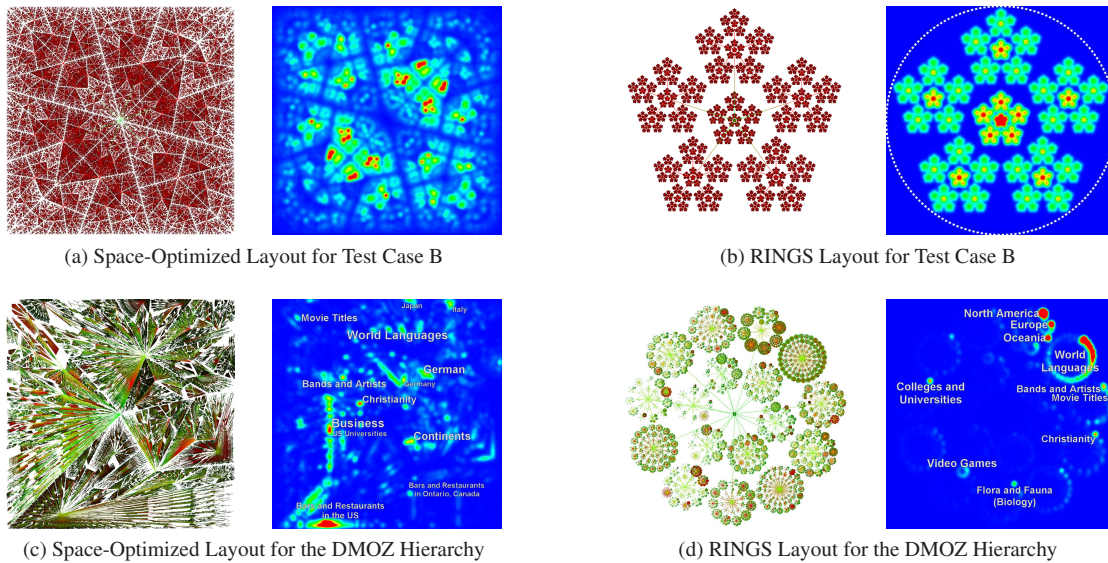 (a) Space-Optimized Layout for Test Case B
(b) RINGS Layout for Test Case B
Japan
Italy
Movie Titles
World Languages
German
Germany
Bands and Artists
Christianity
Business
US Universities
Continents
Bars and Restaurants
in Ontario, Canada
Bars and Restaurants
in the US
North America
Europe
Oceania
World
Languages
Colleges and
Universities
Bands and Artists
Movie Titles
Christianity
Video Games
Flora and Fauna
(Biology)
(c) Space-Optimized Layout for the DMOZ Hierarchy
(d) RINGS Layout for the DMOZ Hierarchy